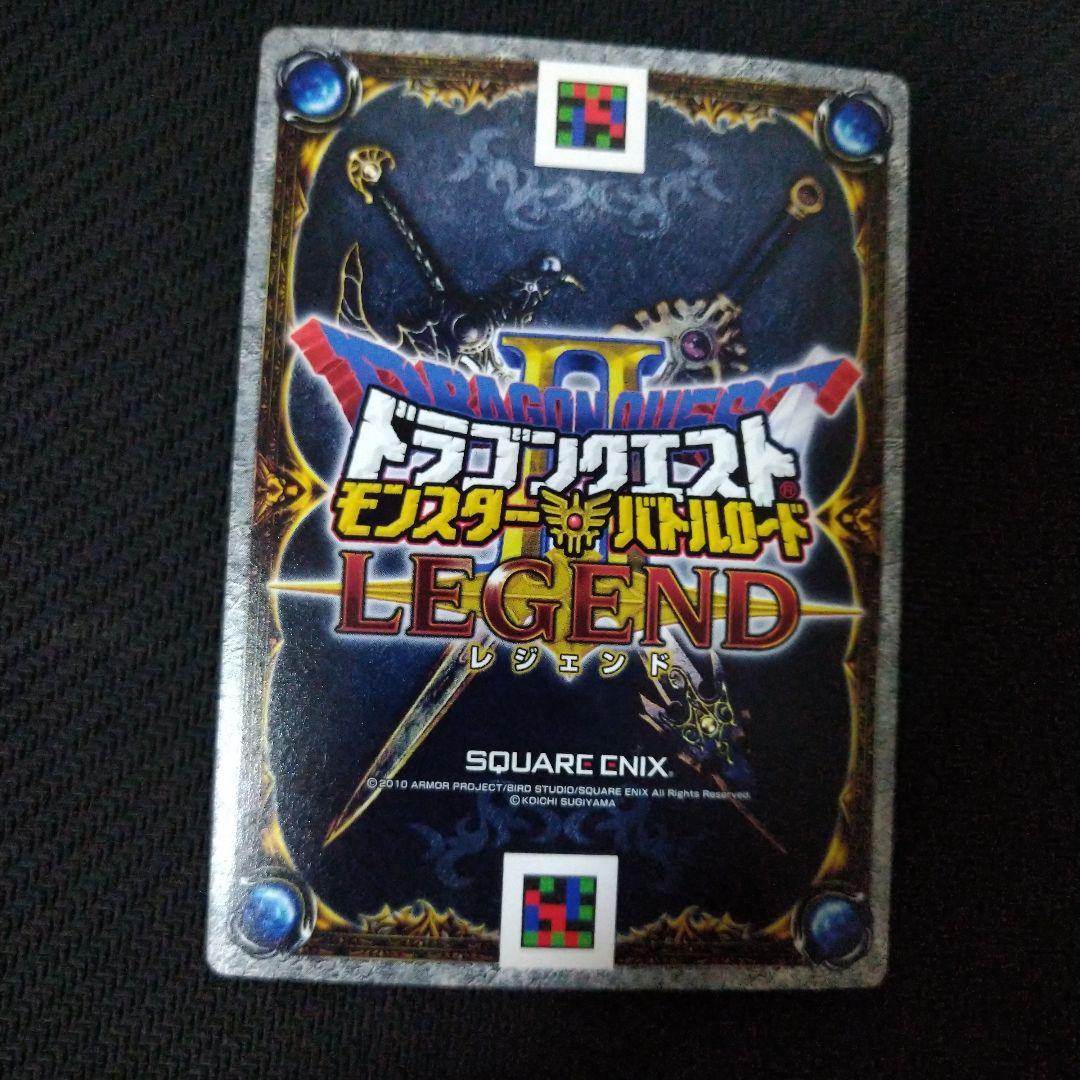 II
DRAGON QUEST
ドラゴンクエスト®
モンスター バトルロード
LEGEND
レジェンド
SQUARE ENIX®
©2010 ARMOR PROJECT/BIRD STUDIO/SQUARE ENIX All Rights Reserved.
©KOICHI SUGIYAMA